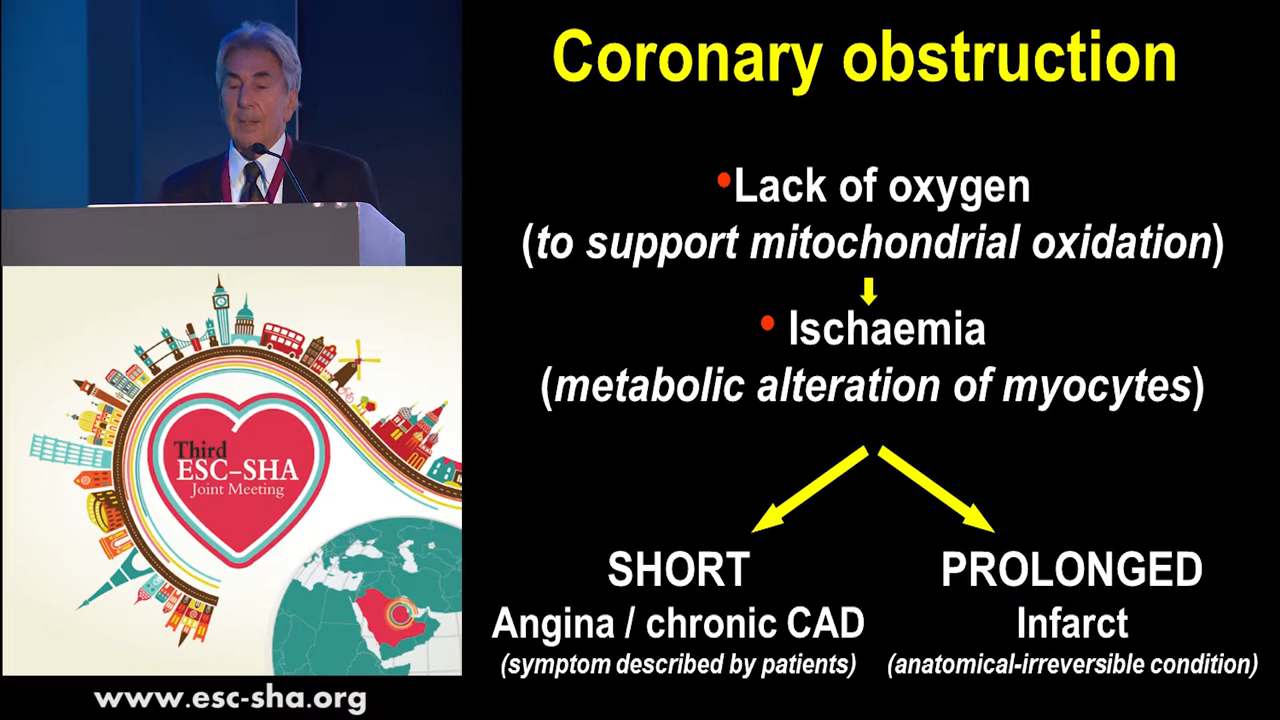 Coronary obstruction
•Lack of oxygen
(to support mitochondrial oxidation)
• Ischaemia
(metabolic alteration of myocytes)
SHORT
Angina / chronic CAD
(symptom described by patients)
PROLONGED
Infarct
(anatomical-irreversible condition)
Third
ESC–SHA
Joint Meeting
www.esc-sha.org